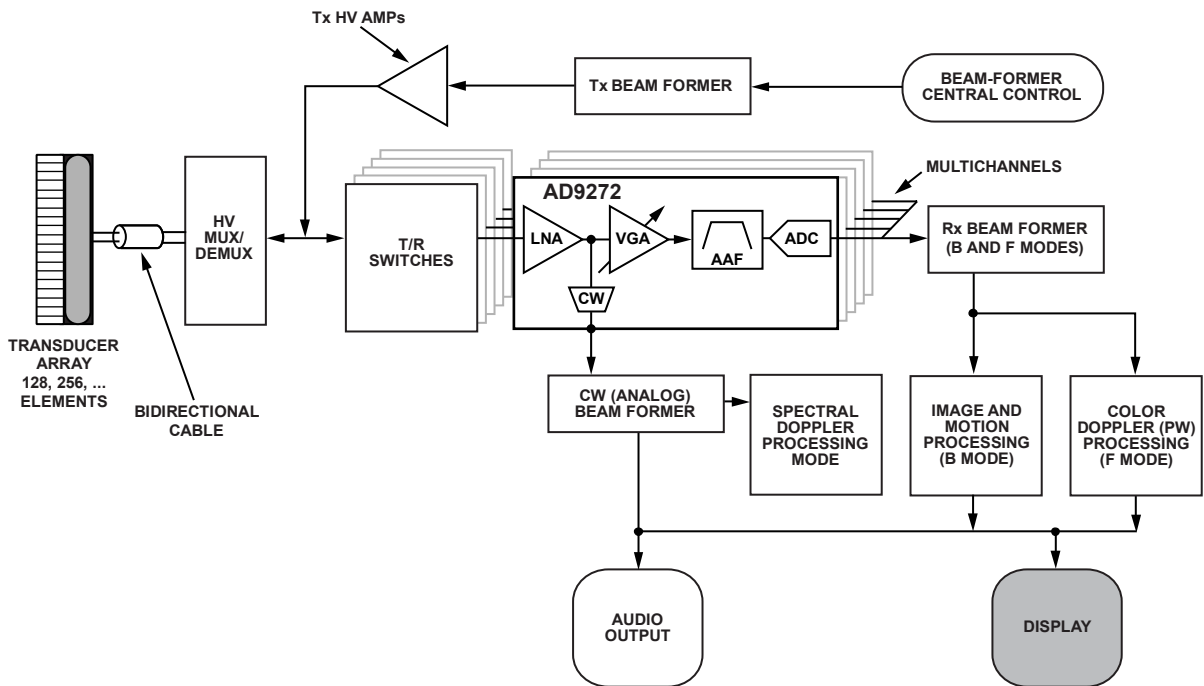 Tx HV AMPs
Tx BEAM FORMER
BEAM-FORMER
CENTRAL CONTROL
HV
MUX/
DEMUX
T/R
SWITCHES
AD9272
LNA
VGA
AAF
ADC
CW
MULTICHANNELS
Rx BEAM FORMER
(B AND F MODES)
TRANSDUCER
ARRAY
128, 256, ...
ELEMENTS
BIDIRECTIONAL
CABLE
CW (ANALOG)
BEAM FORMER
SPECTRAL
DOPPLER
PROCESSING
MODE
IMAGE AND
MOTION
PROCESSING
(B MODE)
COLOR
DOPPLER (PW)
PROCESSING
(F MODE)
AUDIO
OUTPUT
DISPLAY